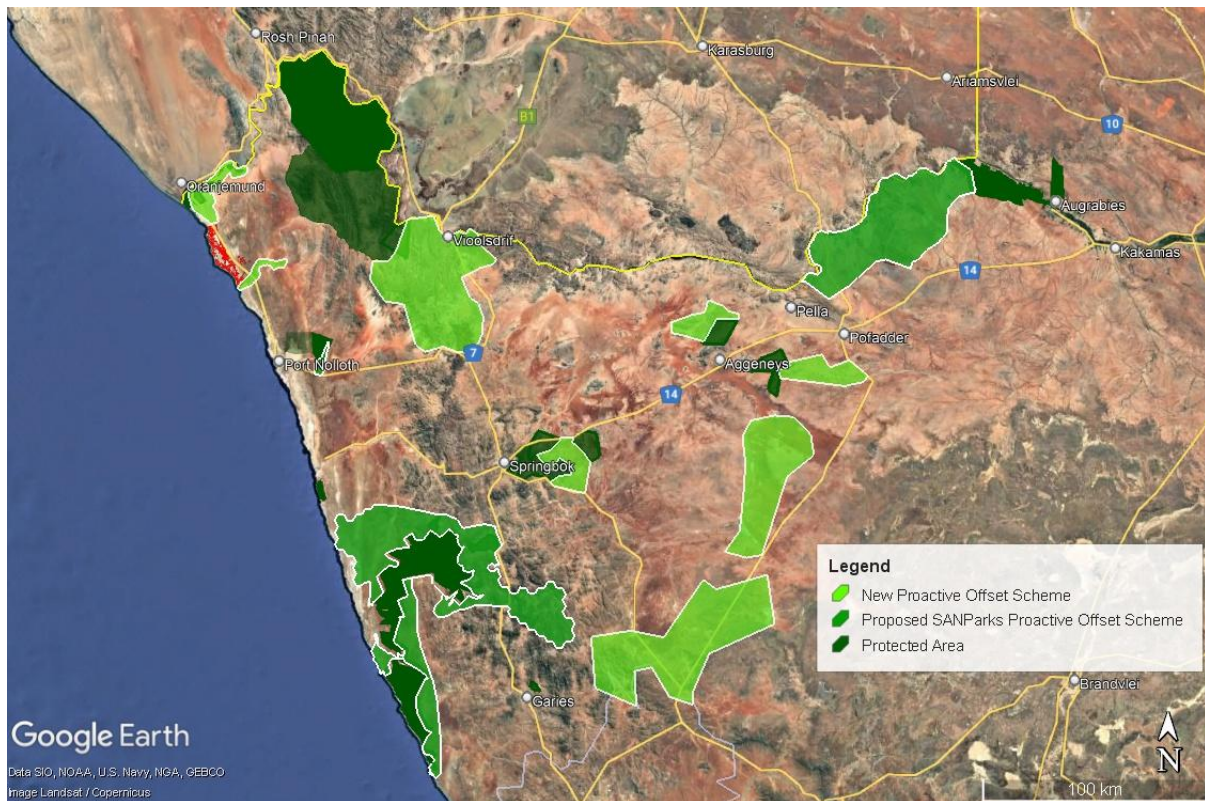 Rosh Pinah
Karasburg
Ariamsvlei
B1
10
Oranjemund
Augrabies
Vioolsdrif
Kakamas
14
Pella
Pofadder
7
Port Nolloth
Aggeneys
14
Springbok
Legend
New Proactive Offset Scheme
Proposed SANParks Proactive Offset Scheme
Protected Area
Garies
Brandvlei
Google Earth
N
Data SIO, NOAA, U.S. Navy, NGA, GEBCO
Image Landsat / Copernicus
100 km